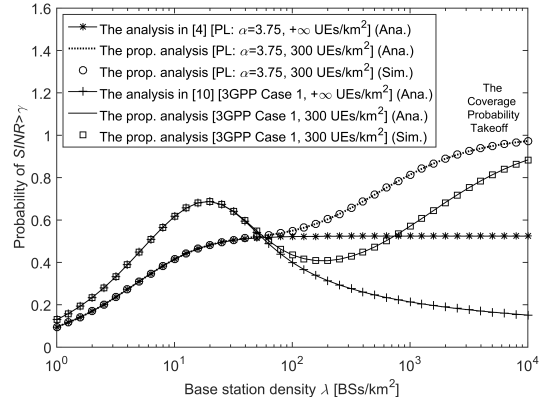 The analysis in [4] [PL: α=3.75, +∞ UEs/km²] (Ana.)
The prop. analysis [PL: α=3.75, 300 UEs/km²] (Ana.)
The prop. analysis [PL: α=3.75, 300 UEs/km²] (Sim.)
The analysis in [10] [3GPP Case 1, +∞ UEs/km²] (Ana.)
The prop. analysis [3GPP Case 1, 300 UEs/km²] (Ana.)
The prop. analysis [3GPP Case 1, 300 UEs/km²] (Sim.)
The
Coverage
Probability
Takeoff
Probability of SINR>γ
1.6
1.4
1.2
1
0.8
0.6
0.4
0.2
0
10⁰
10¹
10²
10³
10⁴
Base station density λ [BSs/km²]